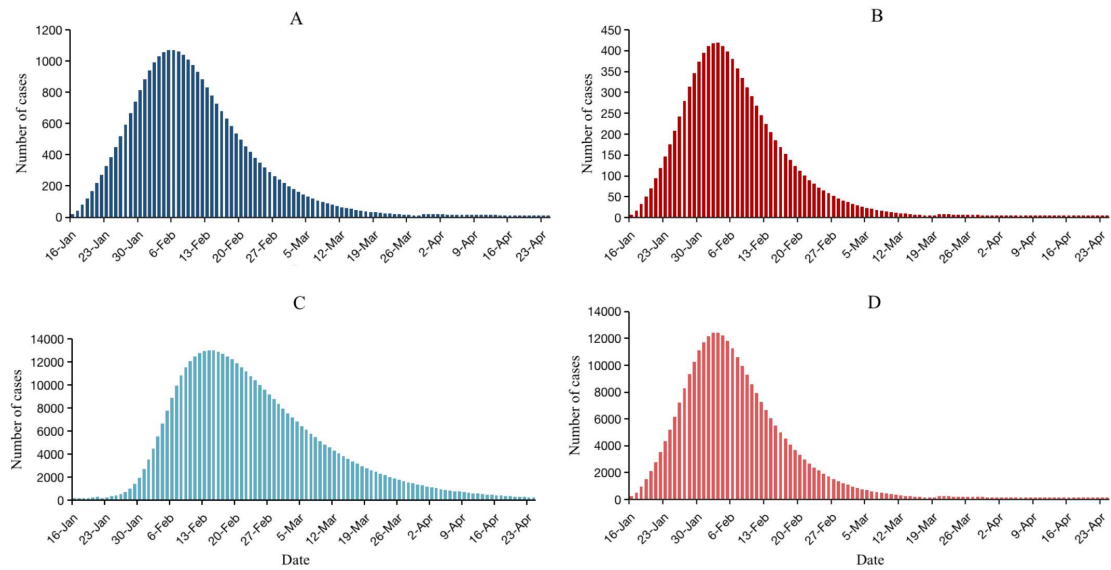 A
Number of cases
1200
1000
800
600
400
200
0
16-Jan 23-Jan 30-Jan 6-Feb 13-Feb 20-Feb 27-Feb 5-Mar 12-Mar 19-Mar 26-Mar 2-Apr 9-Apr 16-Apr 23-Apr
B
Number of cases
450
400
350
300
250
200
150
100
50
0
16-Jan 23-Jan 30-Jan 6-Feb 13-Feb 20-Feb 27-Feb 5-Mar 12-Mar 19-Mar 26-Mar 2-Apr 9-Apr 16-Apr 23-Apr
C
Number of cases
14000
12000
10000
8000
6000
4000
2000
0
16-Jan 23-Jan 30-Jan 6-Feb 13-Feb 20-Feb 27-Feb 5-Mar 12-Mar 19-Mar 26-Mar 2-Apr 9-Apr 16-Apr 23-Apr
Date
D
Number of cases
14000
12000
10000
8000
6000
4000
2000
0
16-Jan 23-Jan 30-Jan 6-Feb 13-Feb 20-Feb 27-Feb 5-Mar 12-Mar 19-Mar 26-Mar 2-Apr 9-Apr 16-Apr 23-Apr
Date